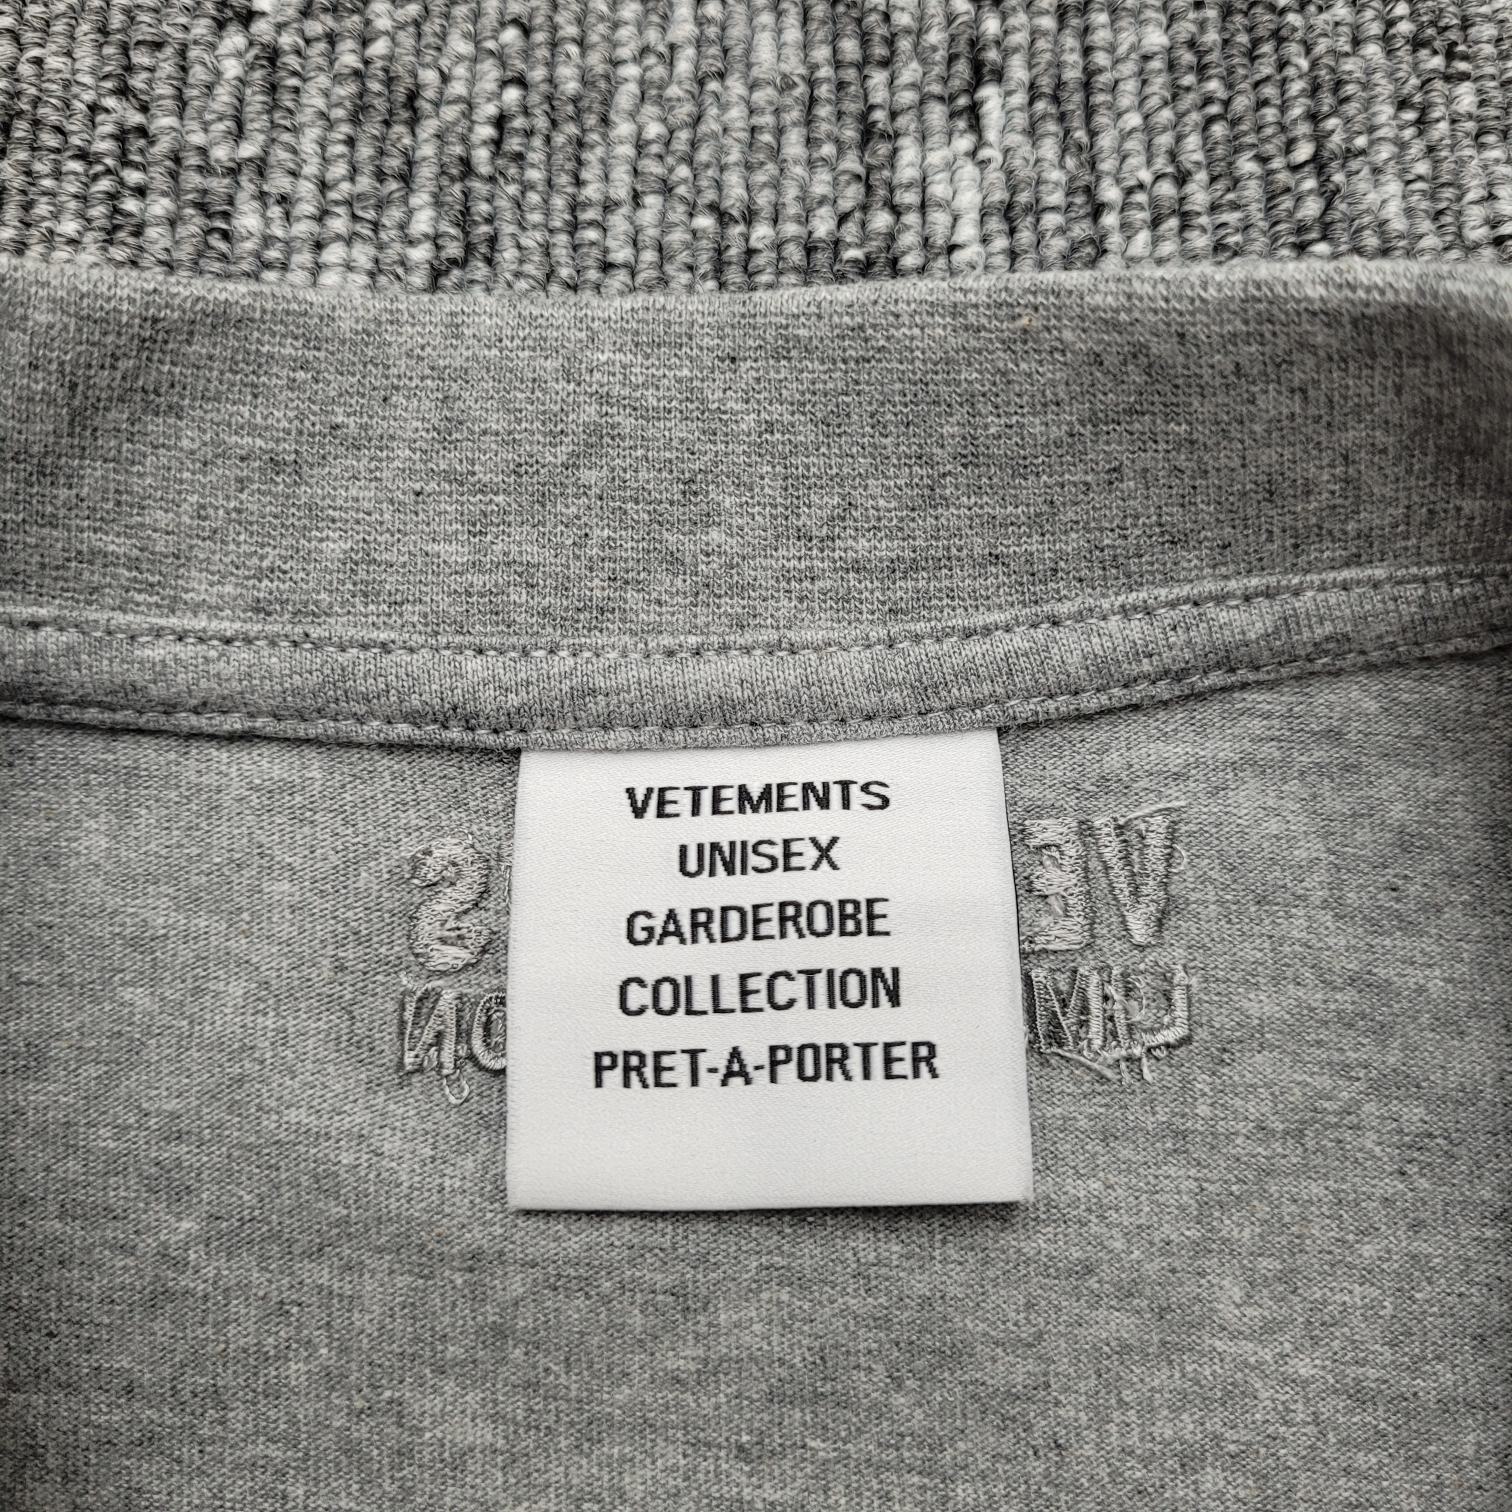 VETEMENTS
UNISEX
GARDEROBE
COLLECTION
PRET-A-PORTER